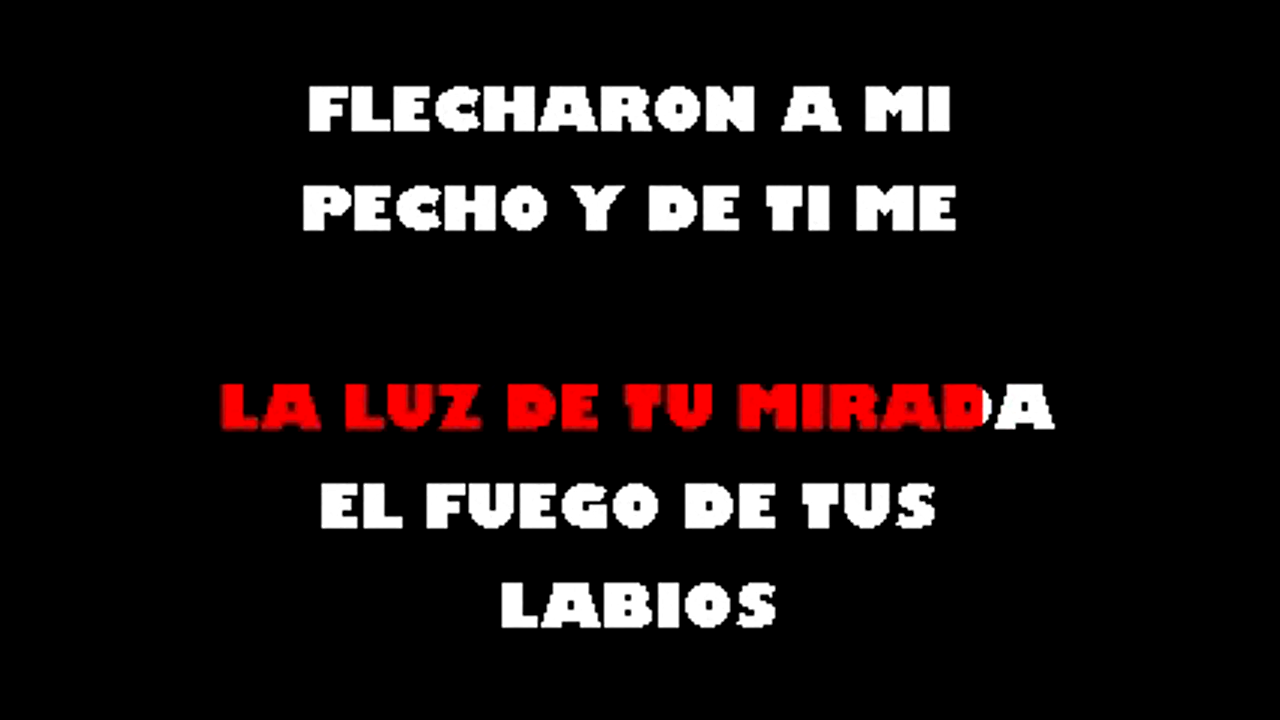 FLECHARON A MI
PECHO Y DE TI ME
LA LUZ DE TU MIRADA
EL FUEGO DE TUS
LABIOS